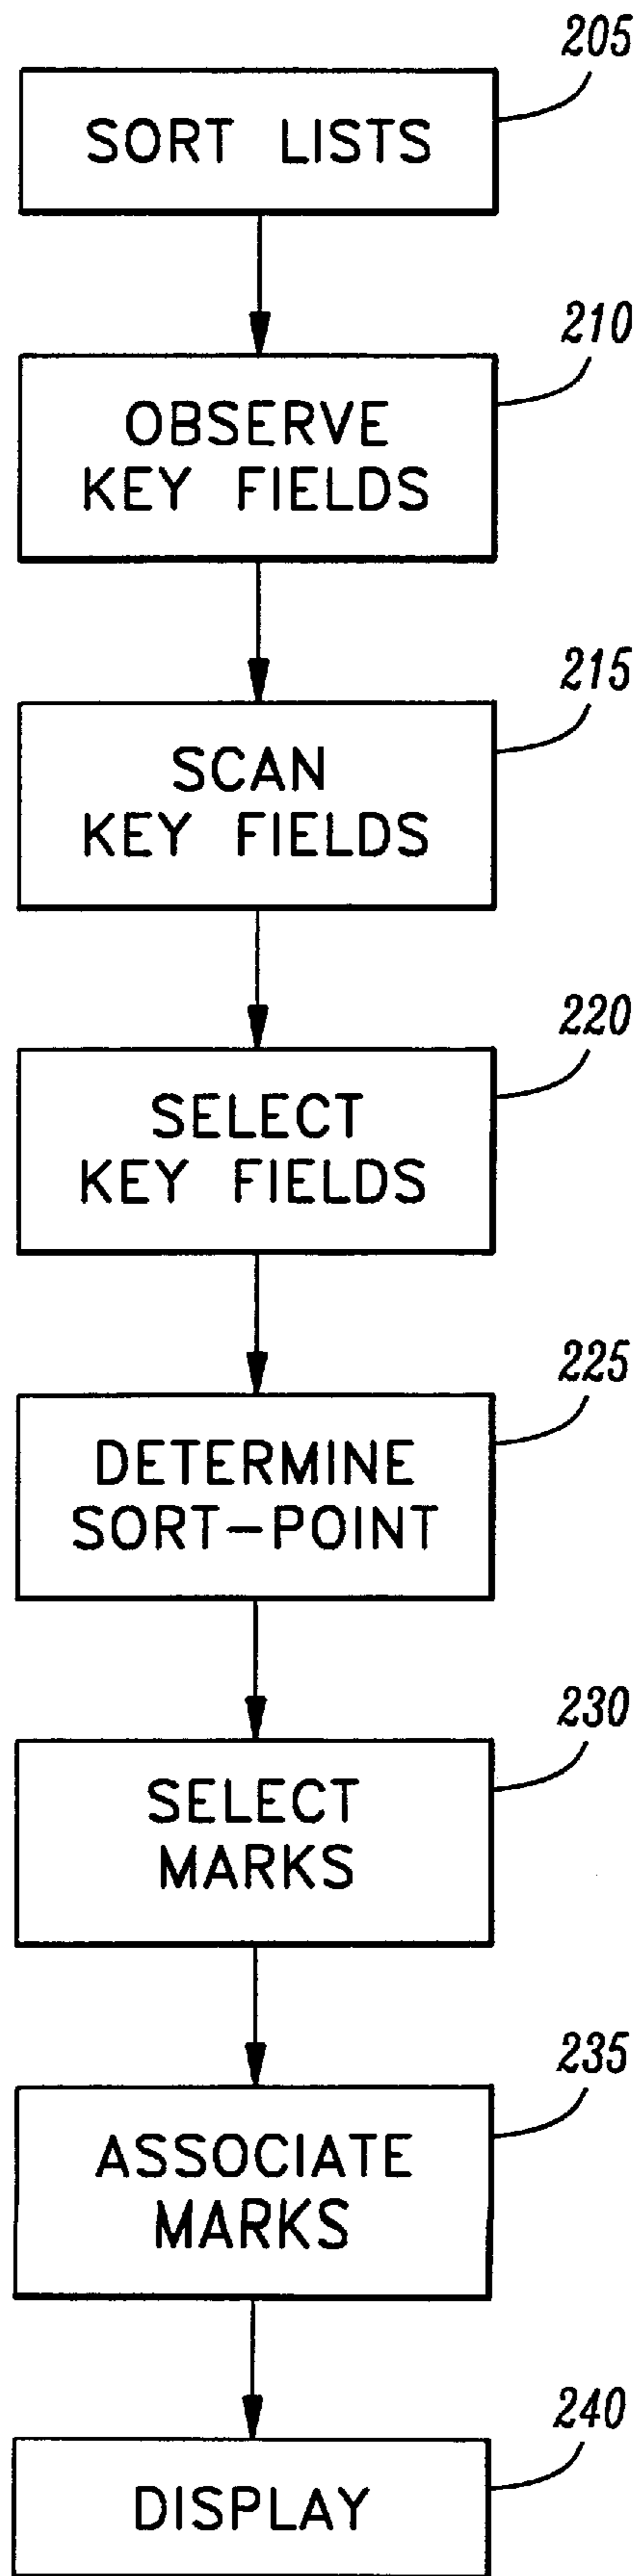 205
SORT LISTS
210
OBSERVE
KEY FIELDS
215
SCAN
KEY FIELDS
220
SELECT
KEY FIELDS
225
DETERMINE
SORT-POINT
230
SELECT
MARKS
235
ASSOCIATE
MARKS
240
DISPLAY